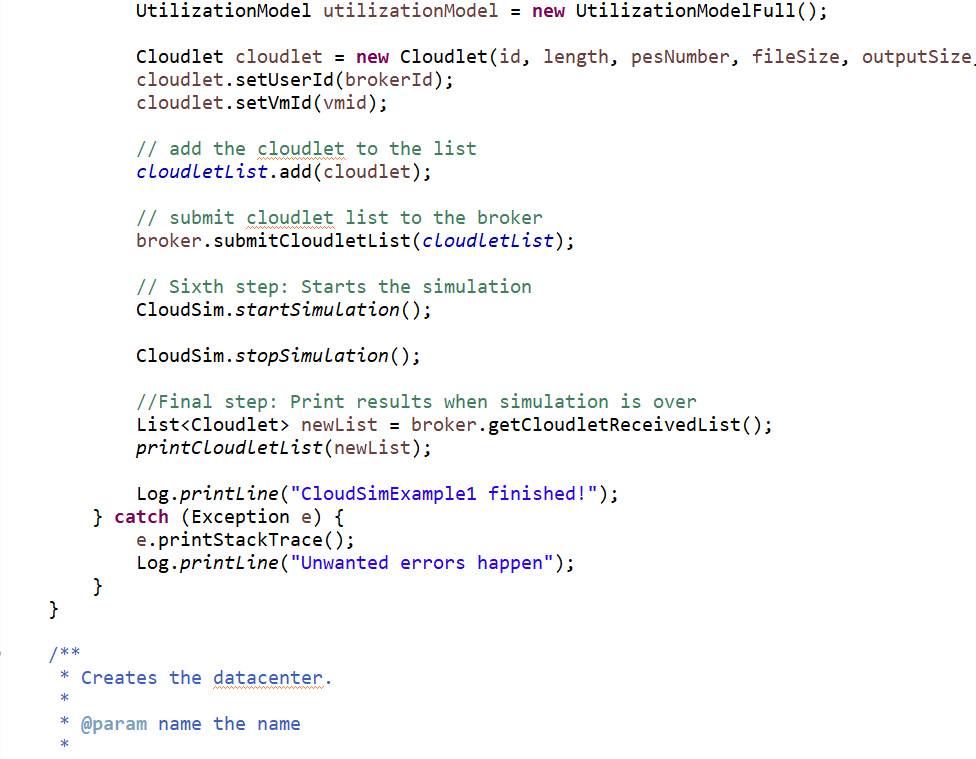 UtilizationModel utilizationModel = new UtilizationModelFull();
Cloudlet cloudlet = new Cloudlet(id, length, pesNumber, fileSize, outputSize,
cloudlet.setUserId(brokerId);
cloudlet.setVmId(vmid);
// add the cloudlet to the list
cloudletList.add(cloudlet);
// submit cloudlet list to the broker
broker.submitCloudletList(cloudletList);
// Sixth step: Starts the simulation
CloudSim.startSimulation();
CloudSim.stopSimulation();
//Final step: Print results when simulation is over
List<Cloudlet> newList = broker.getCloudletReceivedList();
printCloudletList(newList);
Log.printLine("CloudSimExample1 finished!");
} catch (Exception e) {
e.printStackTrace();
Log.printLine("Unwanted errors happen");
}
}
/**
* Creates the datacenter.
*
* @param name the name
*